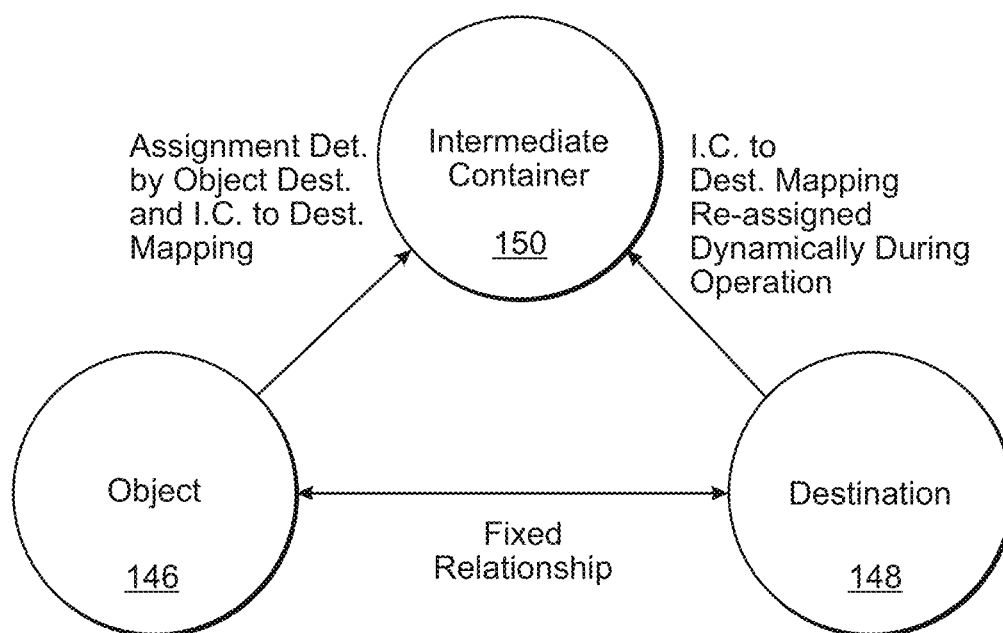 Assignment Det.
by Object Dest.
and I.C. to Dest.
Mapping
Intermediate
Container
150
I.C. to
Dest. Mapping
Re-assigned
Dynamically During
Operation
Object
146
Fixed
Relationship
Destination
148